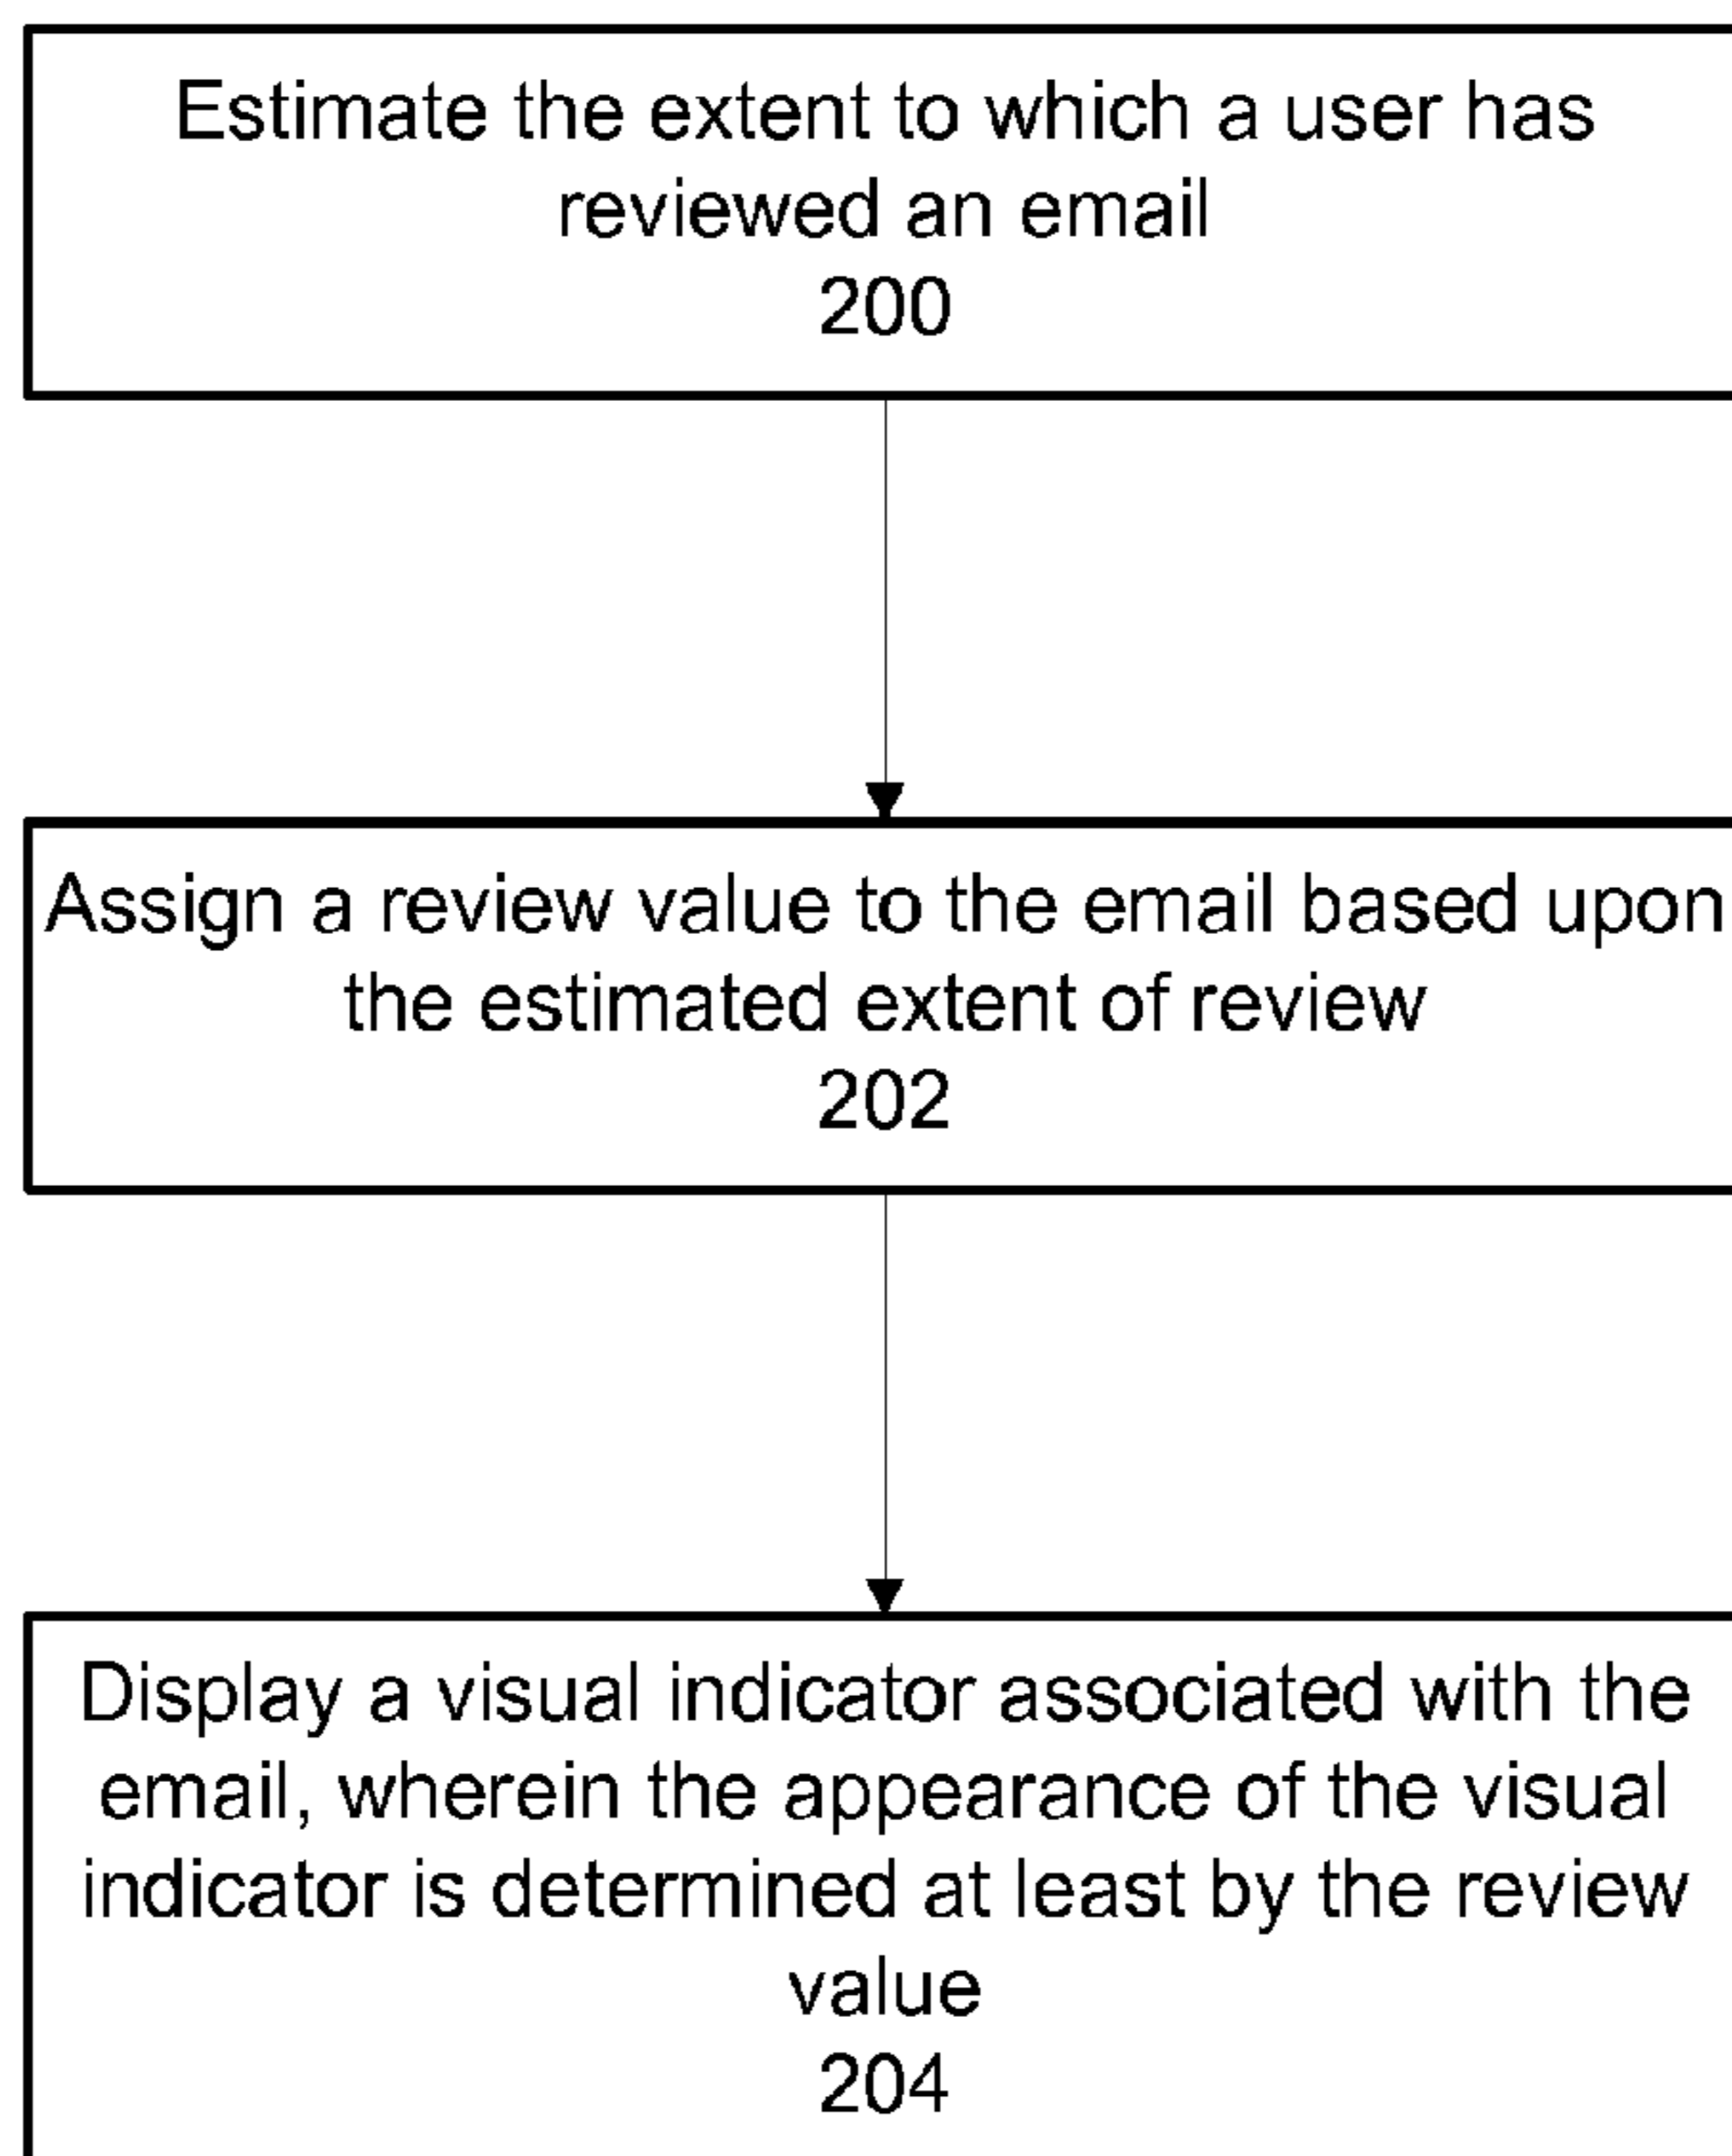 Estimate the extent to which a user has
reviewed an email
200
Assign a review value to the email based upon
the estimated extent of review
202
Display a visual indicator associated with the
email, wherein the appearance of the visual
indicator is determined at least by the review
value
204